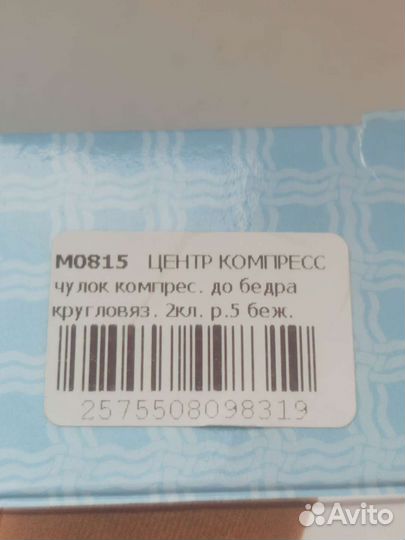 M0815 ЦЕНТР КОМПРЕСС
чулок компрес. до бедра
кругловяз. 2кл. р.5 беж.
2575508098319
Avito